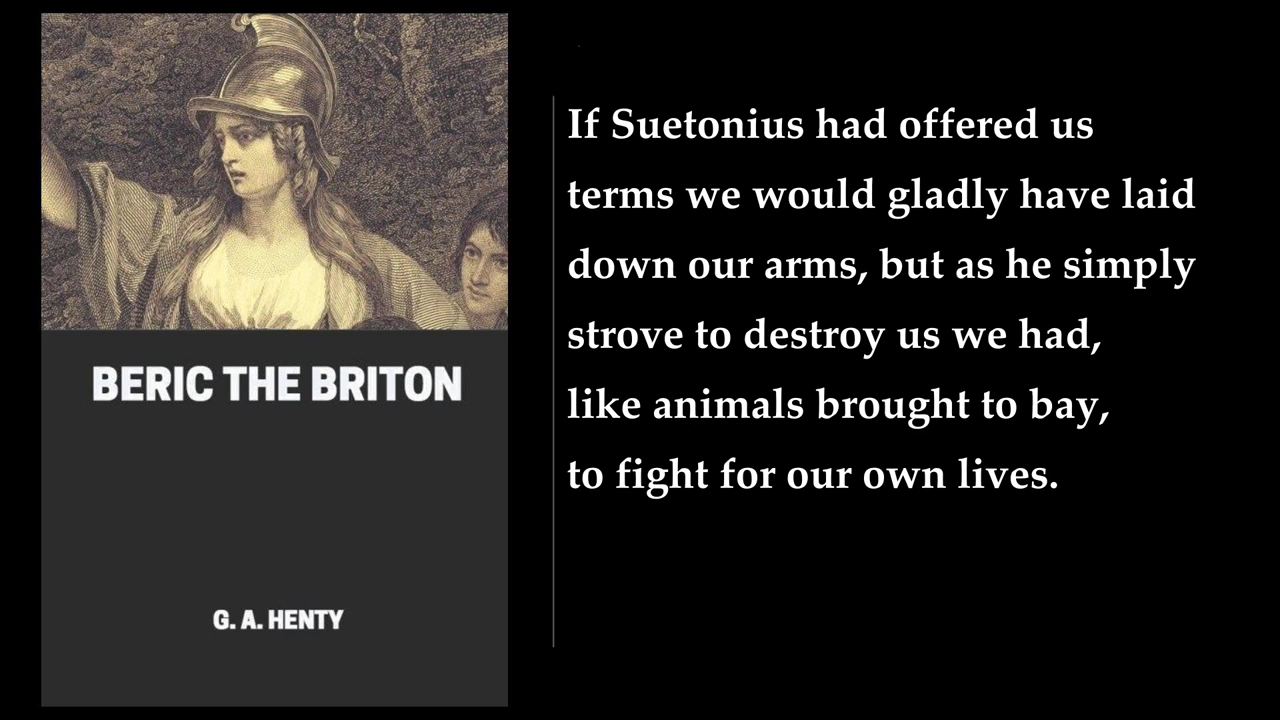 BERIC THE BRITON
G. A. HENTY
If Suetonius had offered us
terms we would gladly have laid
down our arms, but as he simply
strove to destroy us we had,
like animals brought to bay,
to fight for our own lives.